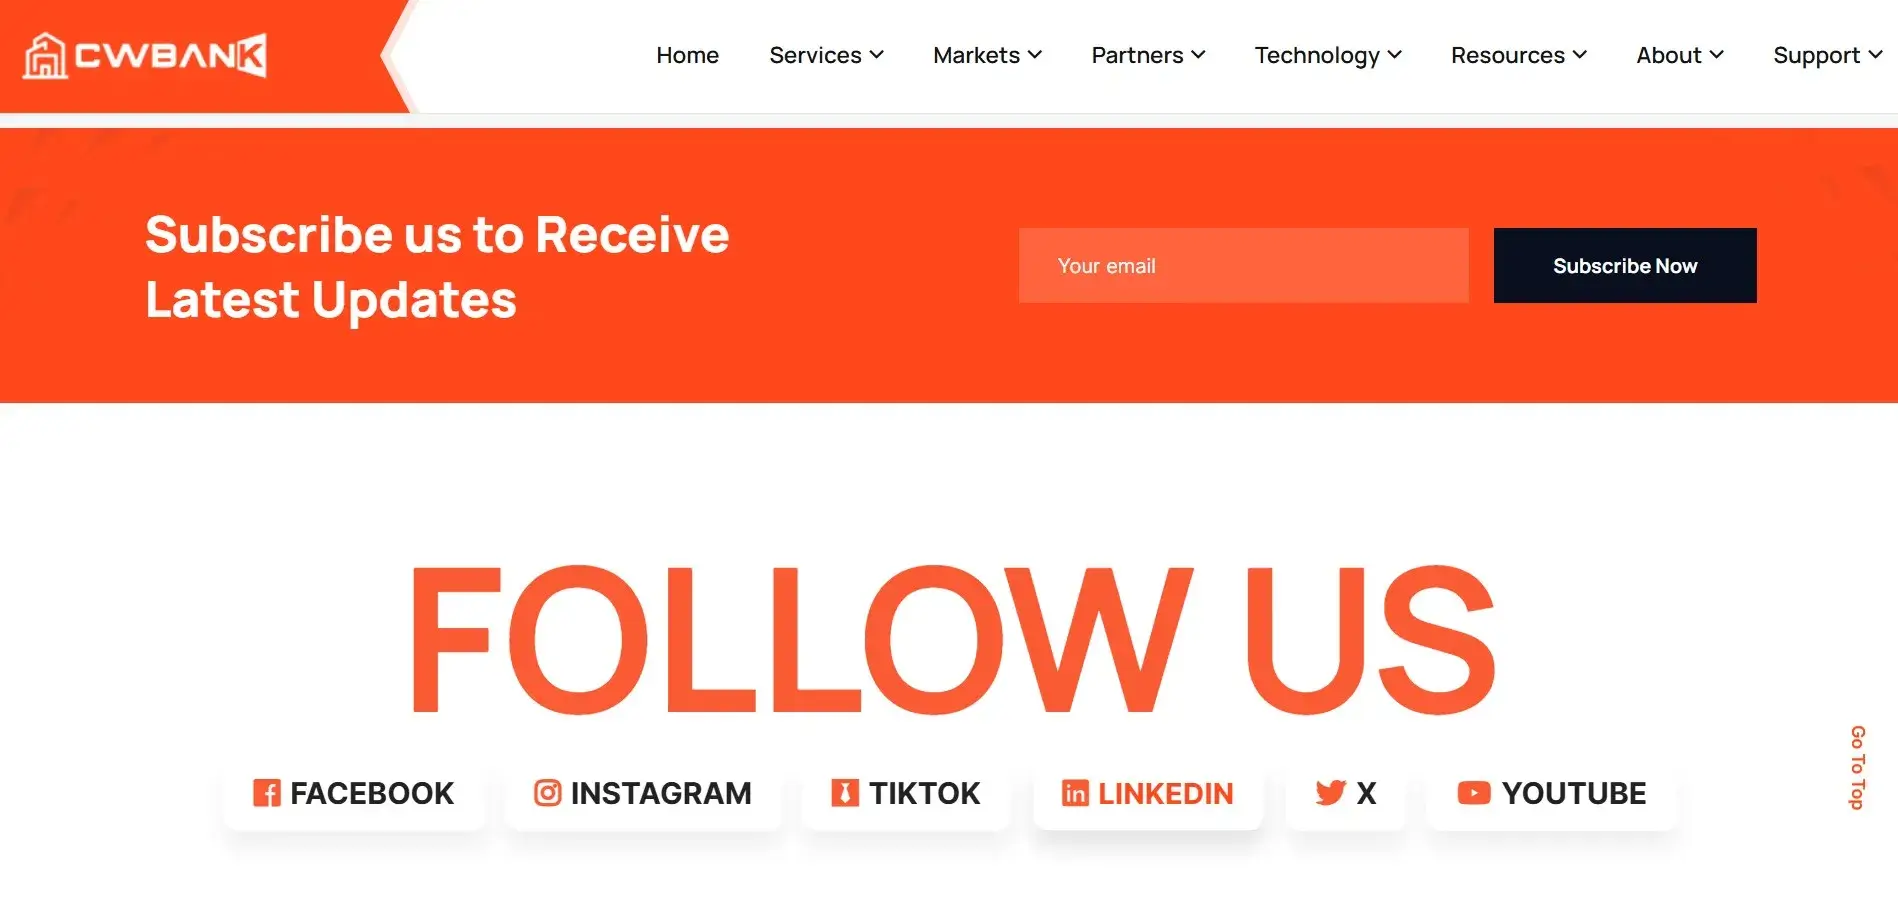 CWBANK
Home Services Markets Partners Technology Resources About Support
Subscribe us to Receive
Latest Updates
Your email
Subscribe Now
FOLLOW US
FACEBOOK INSTAGRAM TIKTOK LINKEDIN X YOUTUBE
Go To Top